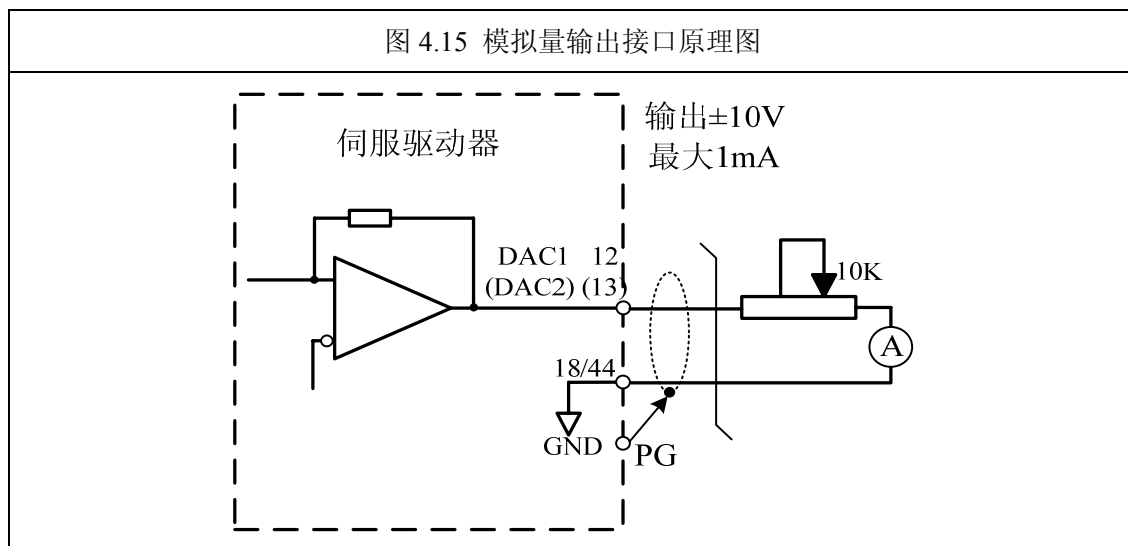 图 4.15 模拟量输出接口原理图
伺服驱动器
输出±10V
最大1mA
DAC1 12
(DAC2) (13)
10K
A
18/44
GND
PG